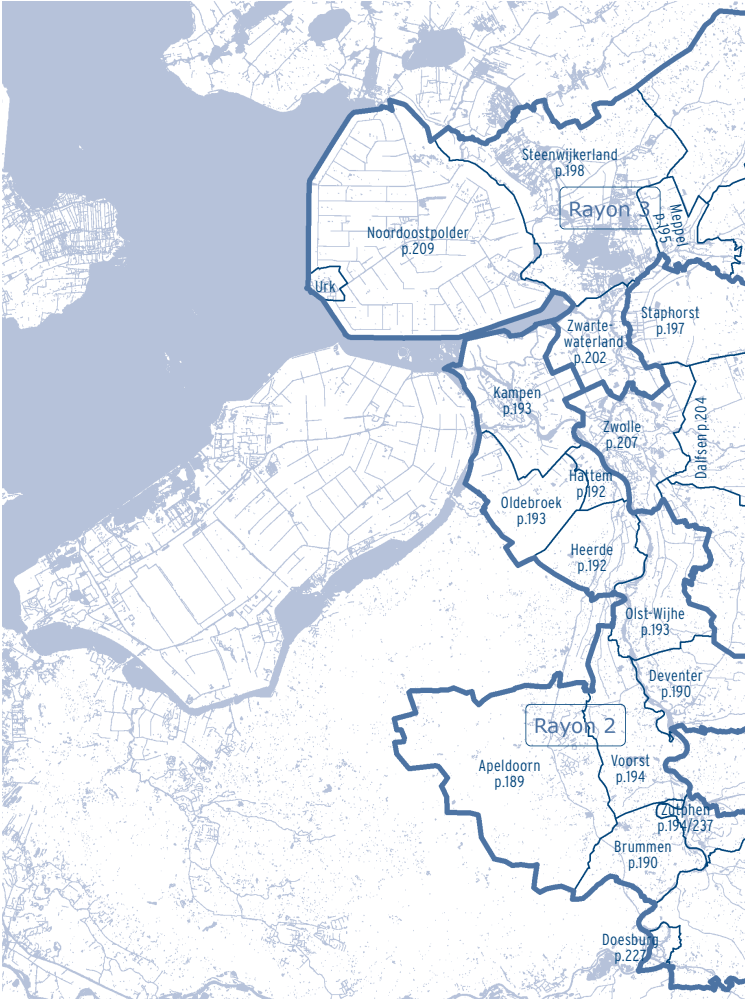 Steenwijkerland
p.198
Rayon 3
Meppel
p.195
Noordoostpolder
p.209
Urk
Staphorst
p.197
Zwarte-
waterland
p.202
Kampen
p.193
Dalfsen p.204
Zwolle
p.207
Hattem
p.192
Oldebroek
p.193
Heerde
p.192
Olst-Wijhe
p.193
Deventer
p.190
Rayon 2
Apeldoorn
p.189
Voorst
p.194
Zutphen
p.194/237
Brummen
p.190
Doesburg
p.227